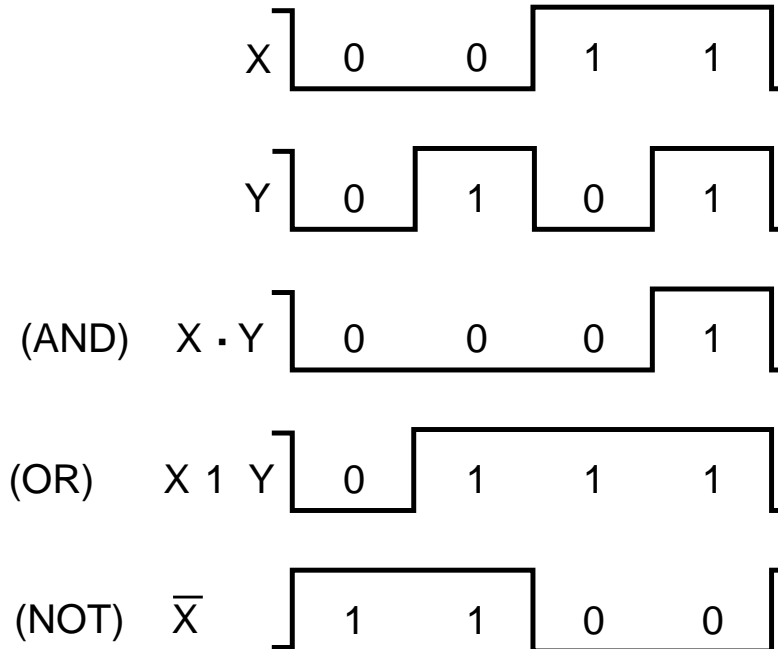 X 0 0 1 1
Y 0 1 0 1
(AND) X · Y 0 0 0 1
(OR) X 1 Y 0 1 1 1
(NOT) X̅ 1 1 0 0